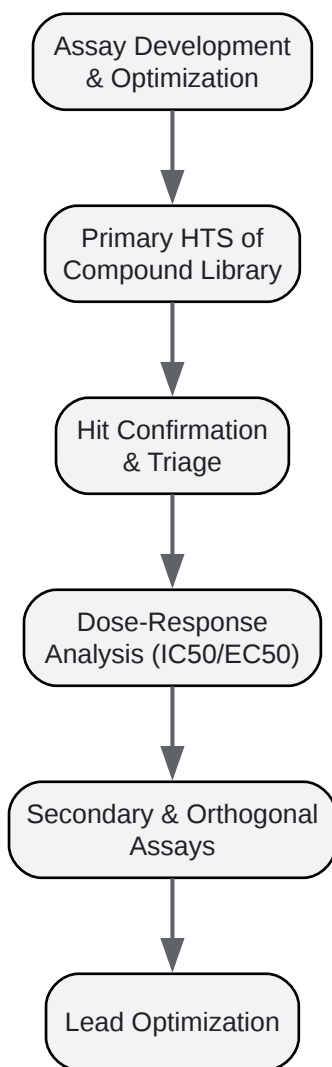 Assay Development
& Optimization
Primary HTS of
Compound Library
Hit Confirmation
& Triage
Dose-Response
Analysis (IC50/EC50)
Secondary & Orthogonal
Assays
Lead Optimization